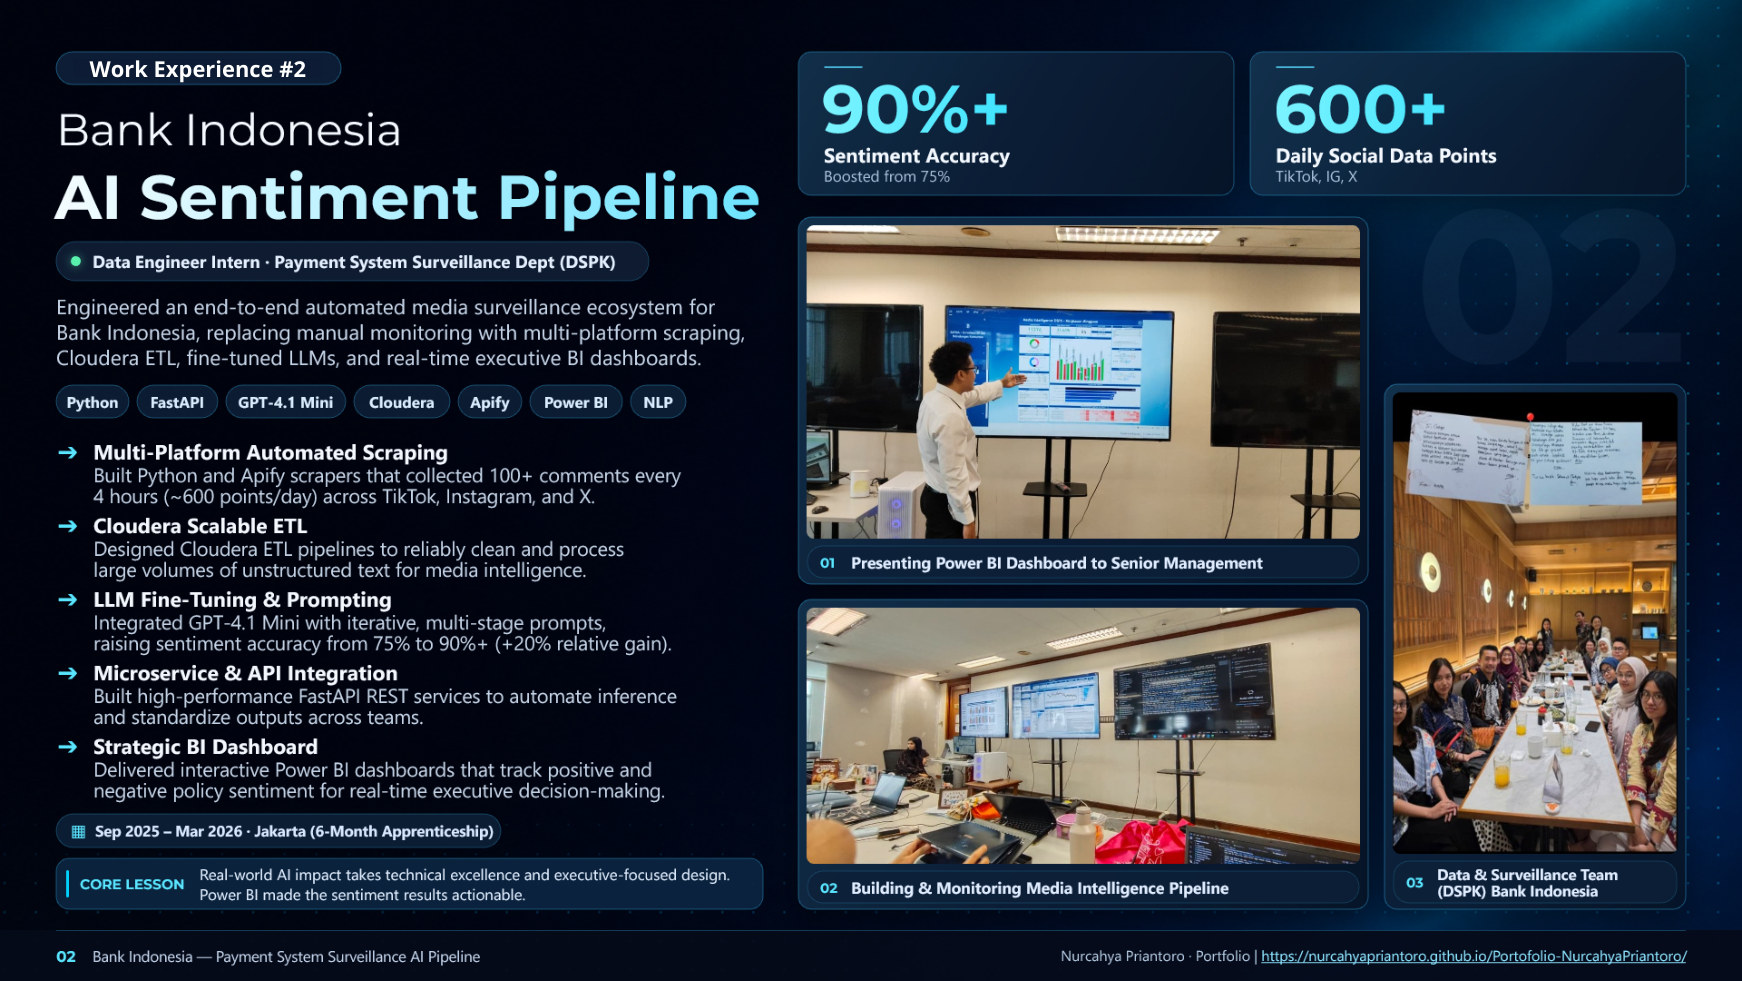 Work Experience #2
Bank Indonesia
AI Sentiment Pipeline
Data Engineer Intern · Payment System Surveillance Dept (DSPK)
Engineered an end-to-end automated media surveillance ecosystem for
Bank Indonesia, replacing manual monitoring with multi-platform scraping,
Cloudera ETL, fine-tuned LLMs, and real-time executive BI dashboards.
Python
FastAPI
GPT-4.1 Mini
Cloudera
Apify
Power BI
NLP
➔ Multi-Platform Automated Scraping
Built Python and Apify scrapers that collected 100+ comments every
4 hours (~600 points/day) across TikTok, Instagram, and X.
➔ Cloudera Scalable ETL
Designed Cloudera ETL pipelines to reliably clean and process
large volumes of unstructured text for media intelligence.
➔ LLM Fine-Tuning & Prompting
Integrated GPT-4.1 Mini with iterative, multi-stage prompts,
raising sentiment accuracy from 75% to 90%+ (+20% relative gain).
➔ Microservice & API Integration
Built high-performance FastAPI REST services to automate inference
and standardize outputs across teams.
➔ Strategic BI Dashboard
Delivered interactive Power BI dashboards that track positive and
negative policy sentiment for real-time executive decision-making.
Sep 2025 – Mar 2026 · Jakarta (6-Month Apprenticeship)
CORE LESSON
Real-world AI impact takes technical excellence and executive-focused design.
Power BI made the sentiment results actionable.
90%+
Sentiment Accuracy
Boosted from 75%
600+
Daily Social Data Points
TikTok, IG, X
02
01 Presenting Power BI Dashboard to Senior Management
02 Building & Monitoring Media Intelligence Pipeline
03 Data & Surveillance Team
(DSPK) Bank Indonesia
02 Bank Indonesia — Payment System Surveillance AI Pipeline
Nurcahya Priantoro · Portfolio | https://nurcahyapriantoro.github.io/Portofolio-NurcahyaPriantoro/